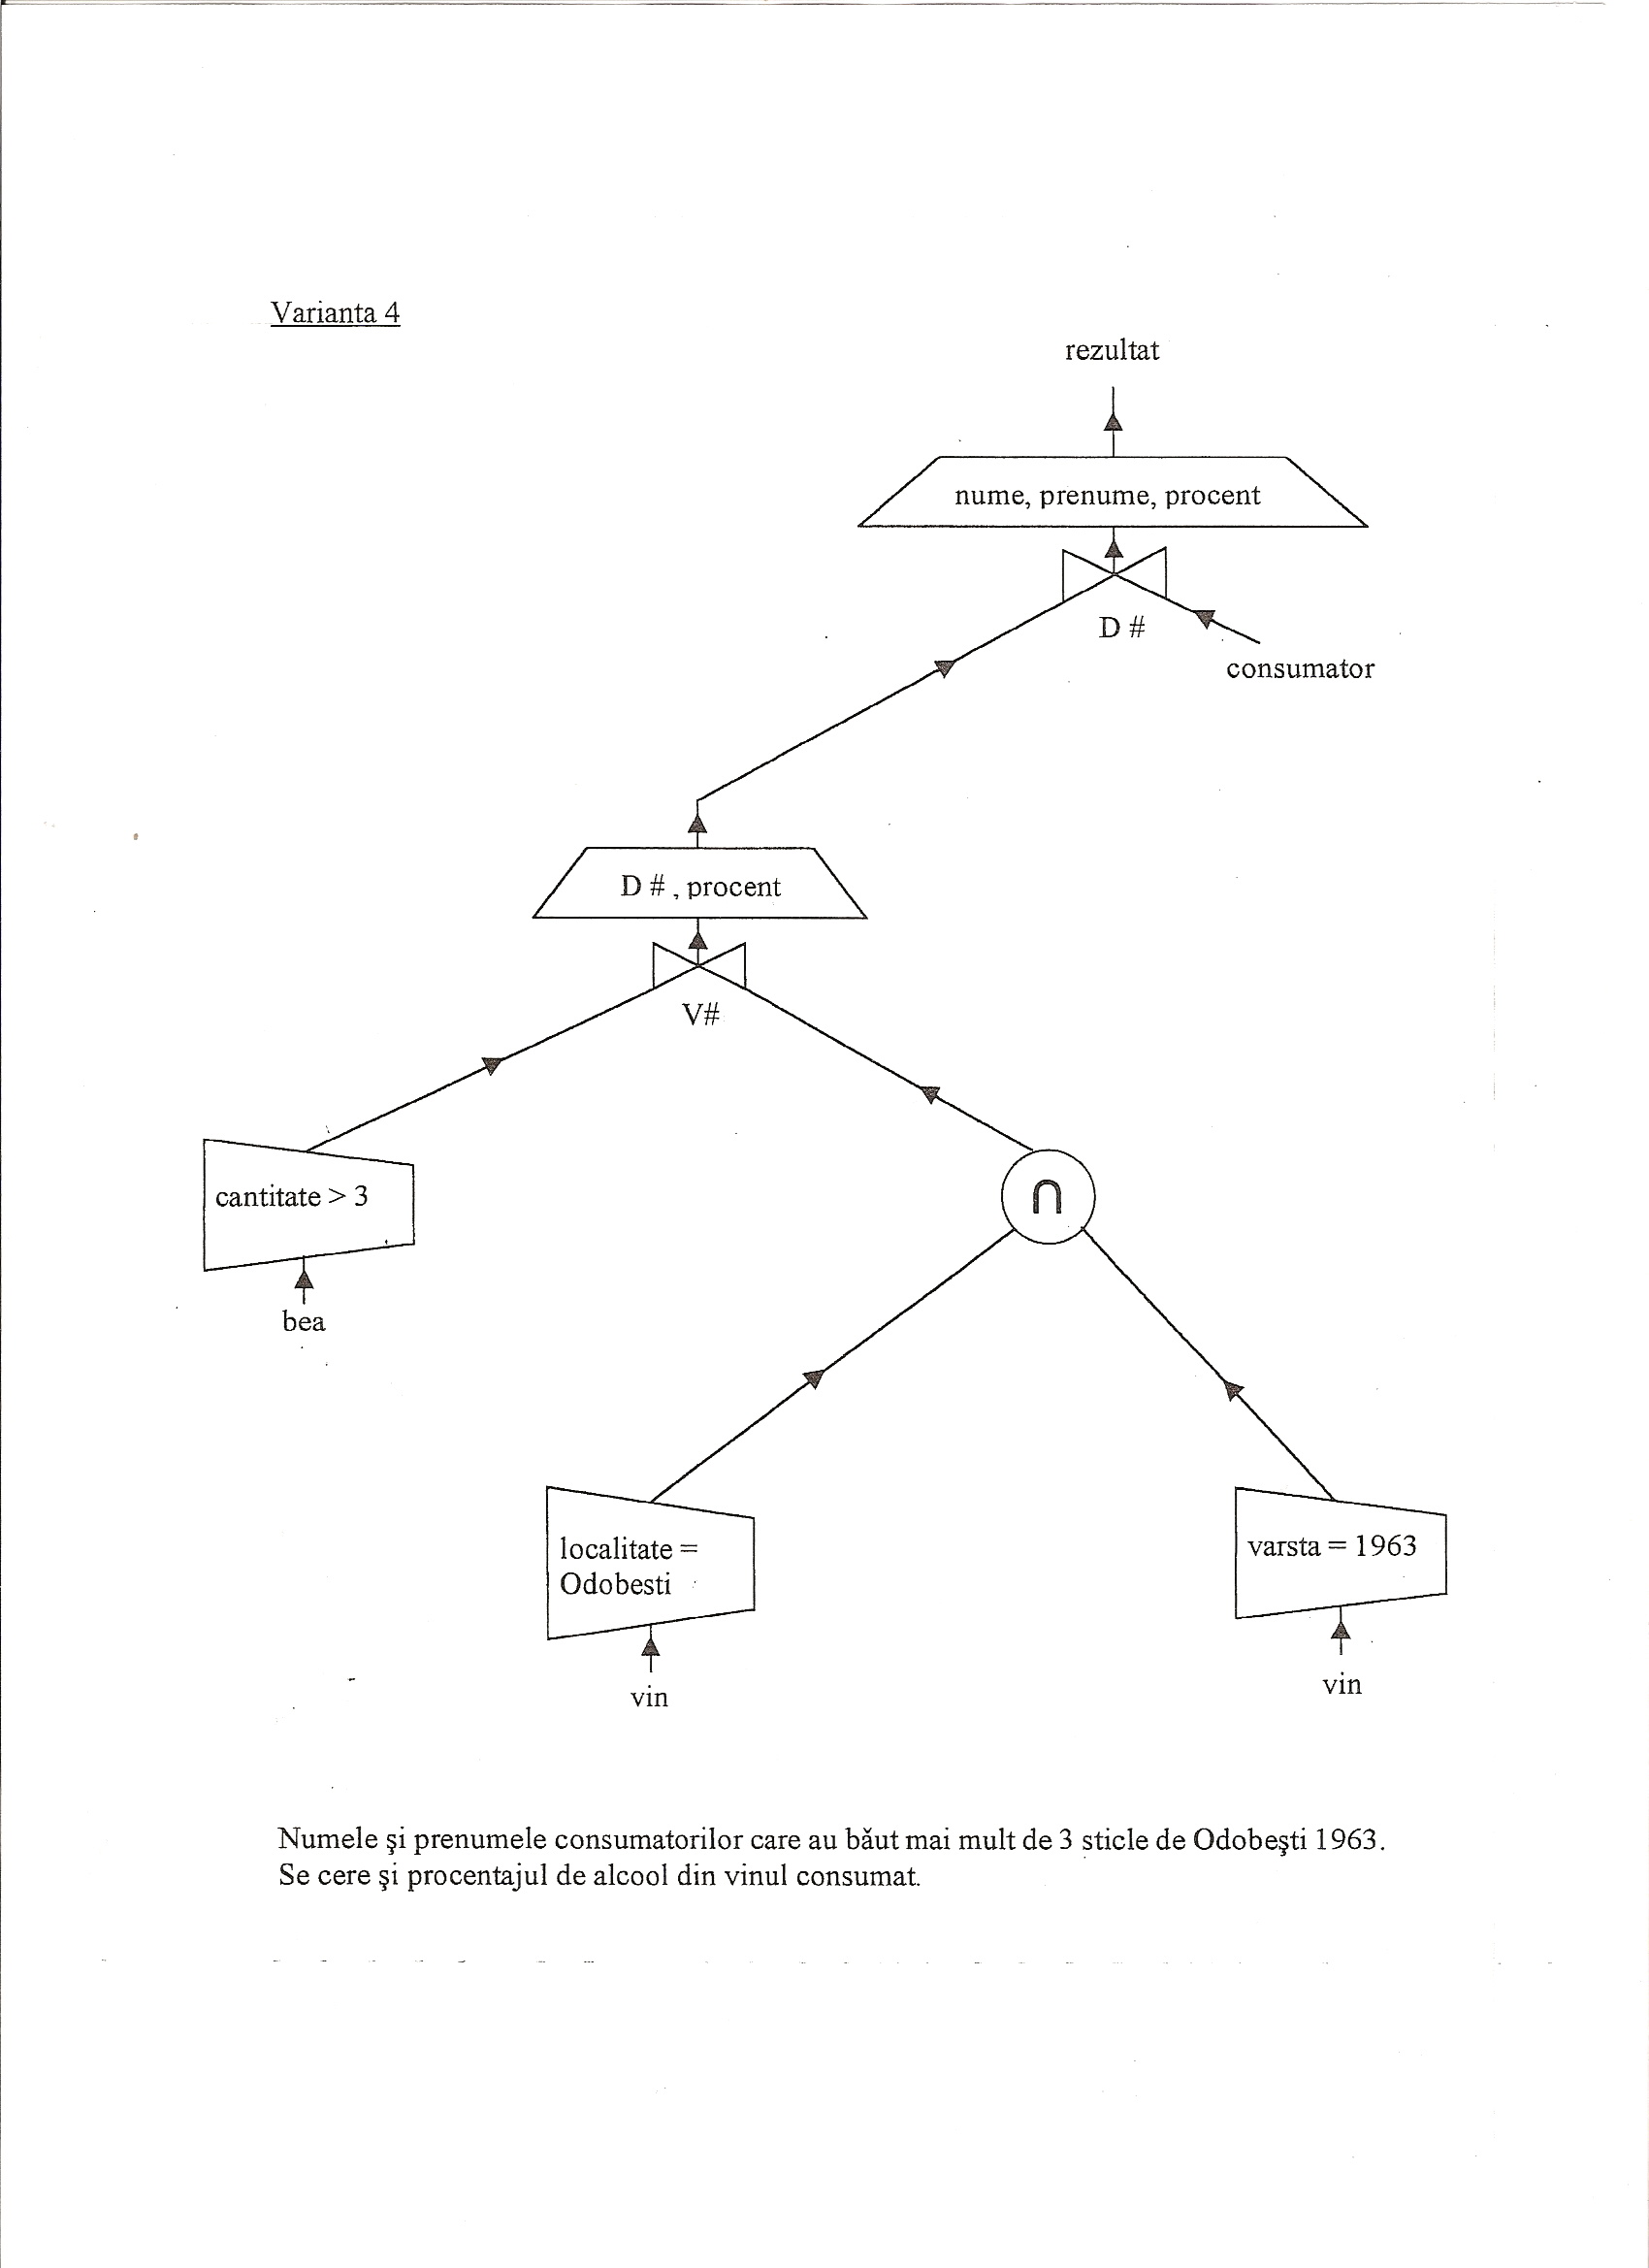 Varianta 4
rezultat
nume, prenume, procent
D #
consumator
D # , procent
V#
cantitate > 3
∩
bea
localitate =
Odobesti
varsta = 1963
vin
vin
Numele şi prenumele consumatorilor care au băut mai mult de 3 sticle de Odobeşti 1963.
Se cere şi procentajul de alcool din vinul consumat.